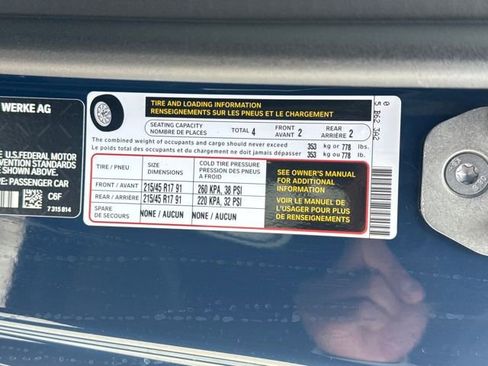 WERKE AG
E U.S. FEDERAL MOTOR
EVENTION STANDARDS
SHOWN ABOVE.
E: PASSENGER CAR
C6F
7 315 814
TIRE AND LOADING INFORMATION
RENSEIGNEMENTS SUR LES PNEUS ET LE CHARGEMENT
SEATING CAPACITY
NOMBRE DE PLACES
TOTAL 4
FRONT
AVANT 2
REAR
ARRIÈRE 2
The combined weight of occupants and cargo should never exceed 353 kg or 778 lbs.
Le poids total des occupants et du chargement ne doit jamais dépasser 353 kg or 778 lb.
TIRE / PNEU
SIZE
DIMENSIONS
COLD TIRE PRESSURE
PRESSION DES PNEUS
A FROID
FRONT / AVANT
215/45 R17 91
260 KPA, 38 PSI
REAR / ARRIÈRE
215/45 R17 91
220 KPA, 32 PSI
SPARE
DE SECOURS
NONE / AUCUN
NONE / AUCUN
SEE OWNER'S MANUAL
FOR ADDITIONAL
INFORMATION
VOIR LE MANUEL DE
L'USAGER POUR PLUS DE
RENSEIGNEMENTS